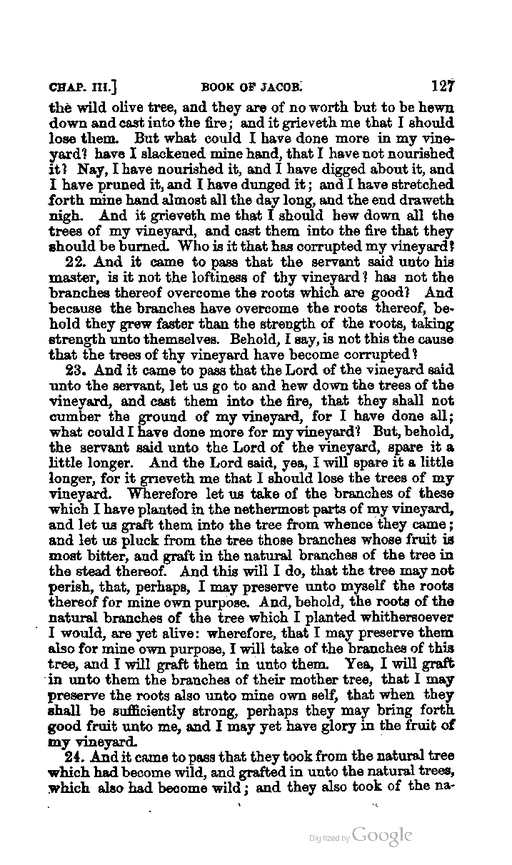 CHAP. III.] BOOK OF JACOB. 127
the wild olive tree, and they are of no worth but to be hewn
down and cast into the fire; and it grieveth me that I should
lose them. But what could I have done more in my vine-
yard? have I slackened mine hand, that I have not nourished
it? Nay, I have nourished it, and I have digged about it, and
I have pruned it, and I have dunged it; and I have stretched
forth mine hand almost all the day long, and the end draweth
nigh. And it grieveth me that I should hew down all the
trees of my vineyard, and cast them into the fire that they
should be burned. Who is it that has corrupted my vineyard?
22. And it came to pass that the servant said unto his
master, is it not the loftiness of thy vineyard? has not the
branches thereof overcome the roots which are good? And
because the branches have overcome the roots thereof, be-
hold they grew faster than the strength of the roots, taking
strength unto themselves. Behold, I say, is not this the cause
that the trees of thy vineyard have become corrupted?
23. And it came to pass that the Lord of the vineyard said
unto the servant, let us go to and hew down the trees of the
vineyard, and cast them into the fire, that they shall not
cumber the ground of my vineyard, for I have done all;
what could I have done more for my vineyard? But, behold,
the servant said unto the Lord of the vineyard, spare it a
little longer. And the Lord said, yea, I will spare it a little
longer, for it grieveth me that I should lose the trees of my
vineyard. Wherefore let us take of the branches of these
which I have planted in the nethermost parts of my vineyard,
and let us graft them into the tree from whence they came;
and let us pluck from the tree those branches whose fruit is
most bitter, and graft in the natural branches of the tree in
the stead thereof. And this will I do, that the tree may not
perish, that, perhaps, I may preserve unto myself the roots
thereof for mine own purpose. And, behold, the roots of the
natural branches of the tree which I planted whithersoever
I would, are yet alive: wherefore, that I may preserve them
also for mine own purpose, I will take of the branches of this
tree, and I will graft them in unto them. Yea, I will graft
in unto them the branches of their mother tree, that I may
preserve the roots also unto mine own self, that when they
shall be sufficiently strong, perhaps they may bring forth
good fruit unto me, and I may yet have glory in the fruit of
my vineyard.
24. And it came to pass that they took from the natural tree
which had become wild, and grafted in unto the natural trees,
which also had become wild; and they also took of the na-
Digitized by Google